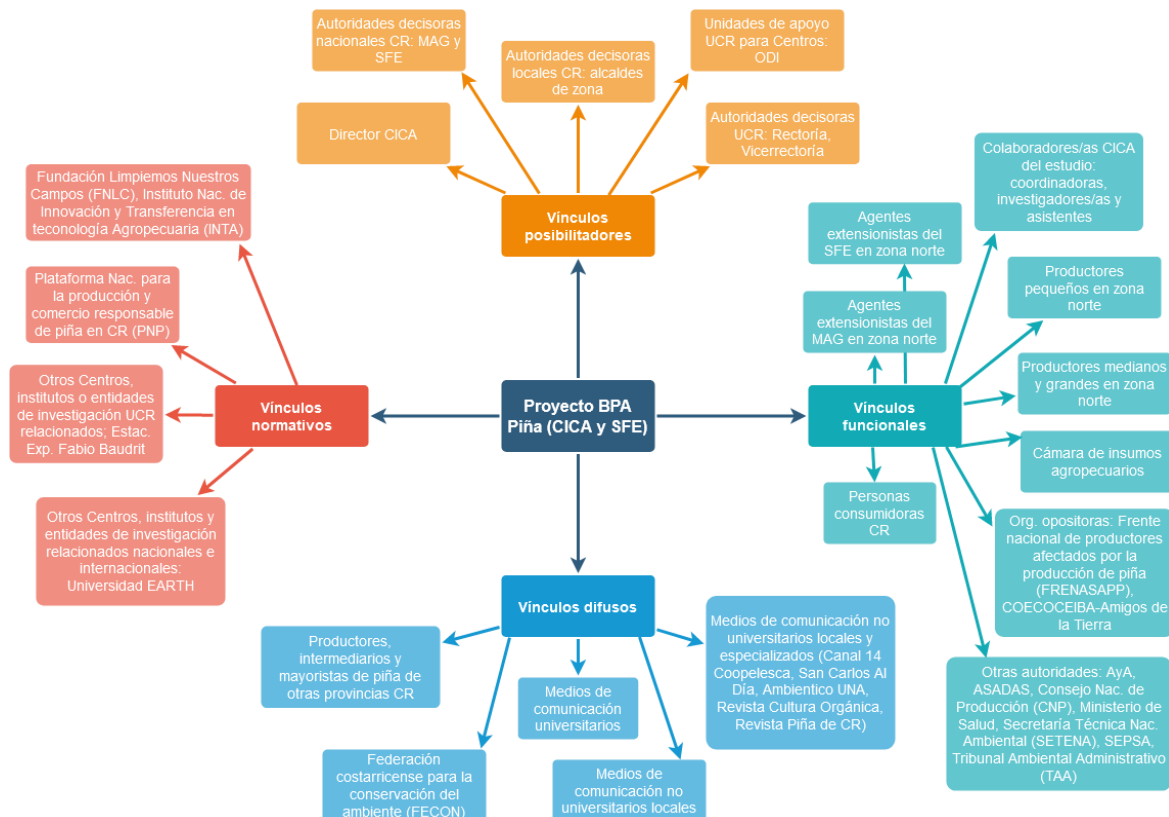 Autoridades decisoras
nacionales CR: MAG y
SFE
Autoridades decisoras
locales CR: alcaldes
de zona
Unidades de apoyo
UCR para Centros:
ODI
Director CICA
Autoridades decisoras
UCR: Rectoría,
Vicerrectoría
Vínculos
posibilitadores
Fundación Limpiemos Nuestros
Campos (FNLC), Instituto Nac. de
Innovación y Transferencia en
teconología Agropecuaria (INTA)
Plataforma Nac. para
la producción y
comercio responsable
de piña en CR (PNP)
Otros Centros,
institutos o entidades
de investigación UCR
relacionados; Estac.
Exp. Fabio Baudrit
Otros Centros, institutos y
entidades de investigación
relacionados nacionales e
internacionales:
Universidad EARTH
Vínculos
normativos
Proyecto BPA
Piña (CICA y SFE)
Vínculos
funcionales
Colaboradores/as CICA
del estudio:
coordinadoras,
investigadores/as y
asistentes
Agentes
extensionistas del
SFE en zona norte
Agentes
extensionistas del
MAG en zona norte
Productores
pequeños en zona
norte
Productores medianos
y grandes en zona
norte
Cámara de insumos
agropecuarios
Personas
consumidoras
CR
Org. opositoras: Frente
nacional de productores
afectados por la
producción de piña
(FRENASAPP),
COECOCEIBA-Amigos de
la Tierra
Otras autoridades: AyA,
ASADAS, Consejo Nac. de
Producción (CNP), Ministerio de
Salud, Secretaría Técnica Nac.
Ambiental (SETENA), SEPSA,
Tribunal Ambiental Administrativo
(TAA)
Vínculos difusos
Productores,
intermediarios y
mayoristas de piña de
otras provincias CR
Medios de
comunicación
universitarios
Medios de comunicación no
universitarios locales y
especializados (Canal 14
Coopelesca, San Carlos Al
Día, Ambientico UNA,
Revista Cultura Orgánica,
Revista Piña de CR)
Federación
costarricense para la
conservación del
ambiente (FECON)
Medios de
comunicación no
universitarios locales